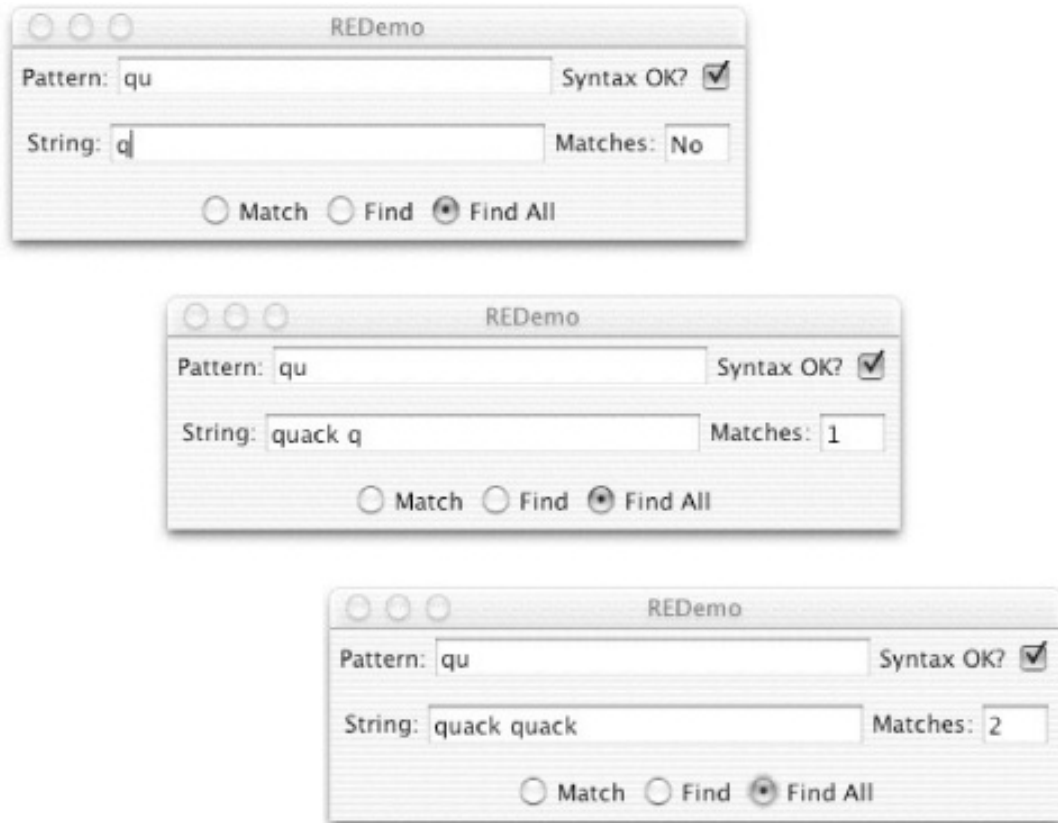 REDemo
Pattern: qu Syntax OK?
String: q Matches: No
Match Find Find All
REDemo
Pattern: qu Syntax OK?
String: quack q Matches: 1
Match Find Find All
REDemo
Pattern: qu Syntax OK?
String: quack quack Matches: 2
Match Find Find All